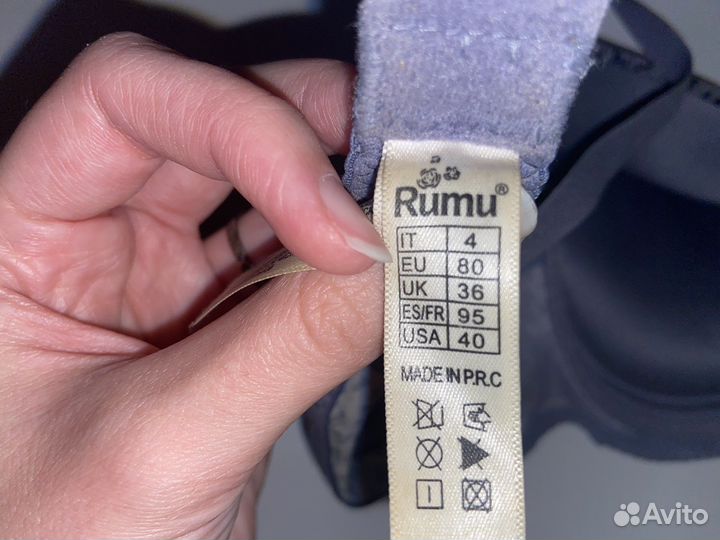 Rumu®
IT 4
EU 80
UK 36
ES/FR 95
USA 40
MADE IN P.R.C
Avito